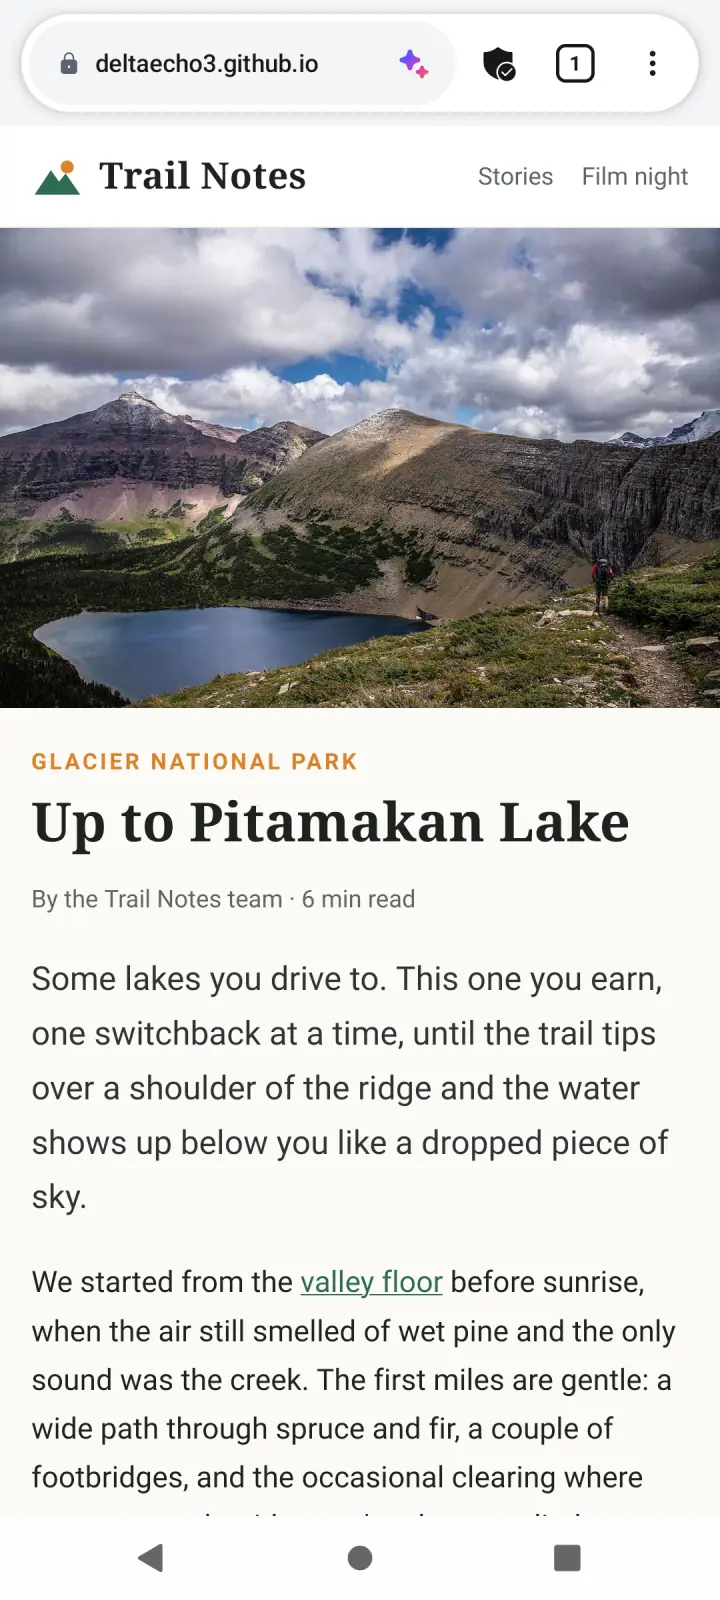 deltaecho3.github.io
1
Trail Notes
Stories
Film night
GLACIER NATIONAL PARK
Up to Pitamakan Lake
By the Trail Notes team · 6 min read
Some lakes you drive to. This one you earn,
one switchback at a time, until the trail tips
over a shoulder of the ridge and the water
shows up below you like a dropped piece of
sky.
We started from the valley floor before sunrise,
when the air still smelled of wet pine and the only
sound was the creek. The first miles are gentle: a
wide path through spruce and fir, a couple of
footbridges, and the occasional clearing where